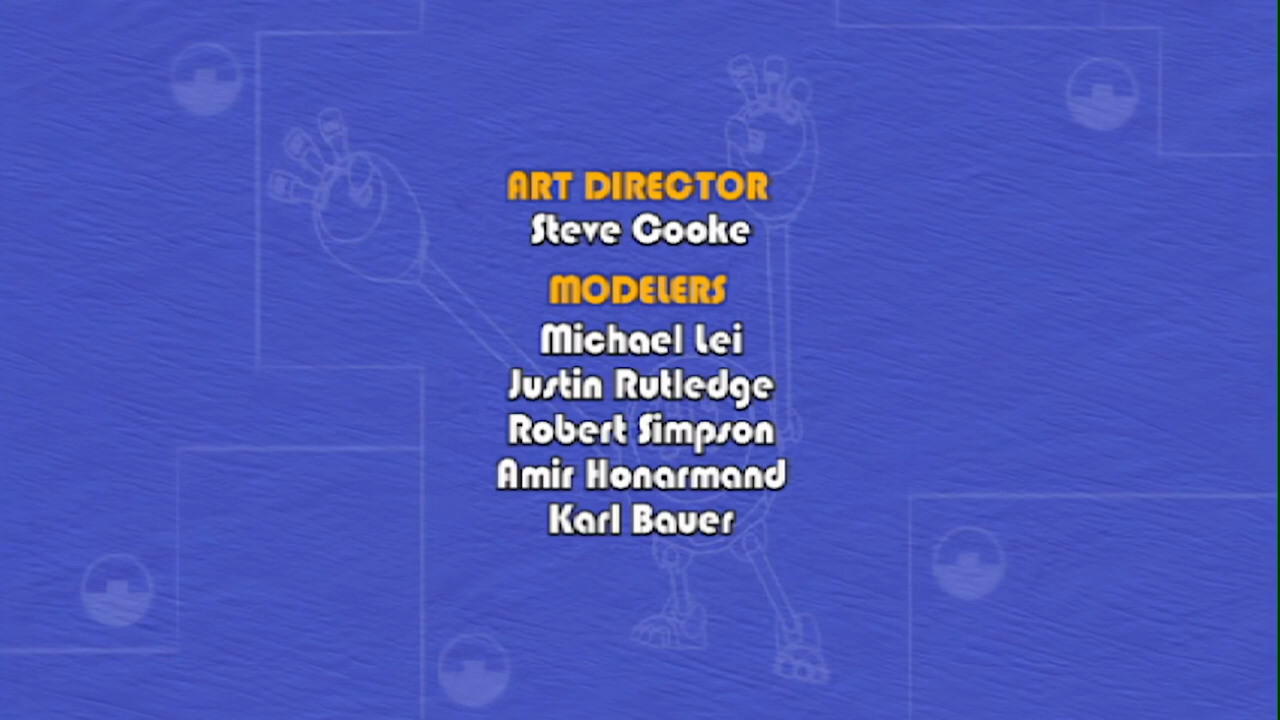 ART DIRECTOR
Steve Cooke
MODELERS
Michael Lei
Justin Rutledge
Robert Simpson
Amir Honarmand
Karl Bauer